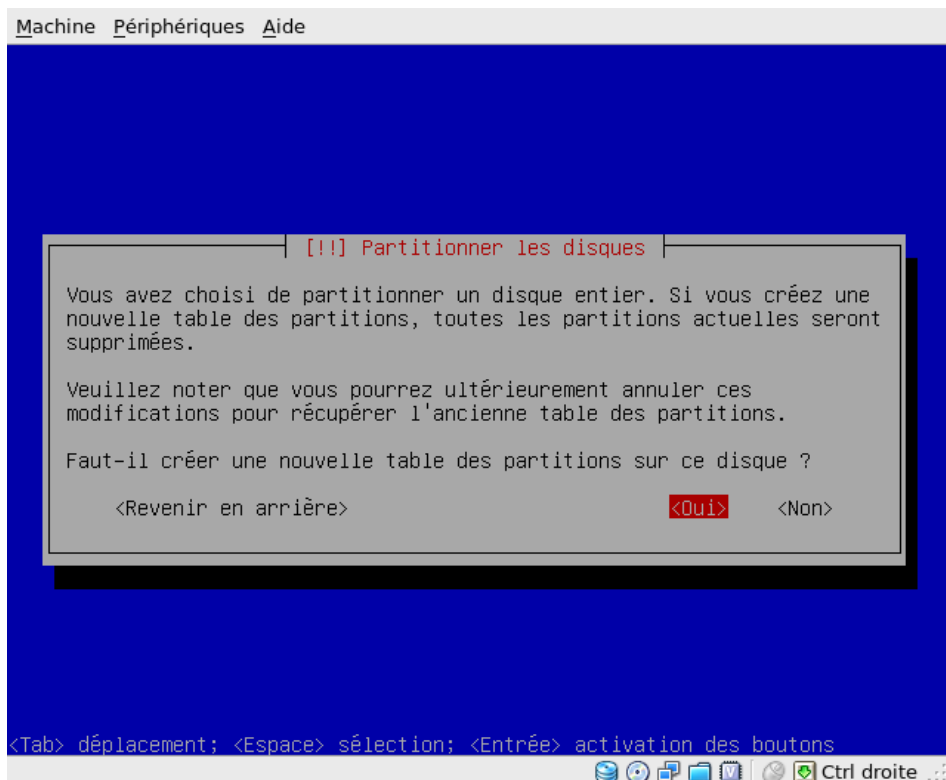 Machine Périphériques Aide
[!!] Partitionner les disques
Vous avez choisi de partitionner un disque entier. Si vous créez une
nouvelle table des partitions, toutes les partitions actuelles seront
supprimées.
Veuillez noter que vous pourrez ultérieurement annuler ces
modifications pour récupérer l'ancienne table des partitions.
Faut-il créer une nouvelle table des partitions sur ce disque ?
<Revenir en arrière> <Oui> <Non>
<Tab> déplacement; <Espace> sélection; <Entrée> activation des boutons
Ctrl droite